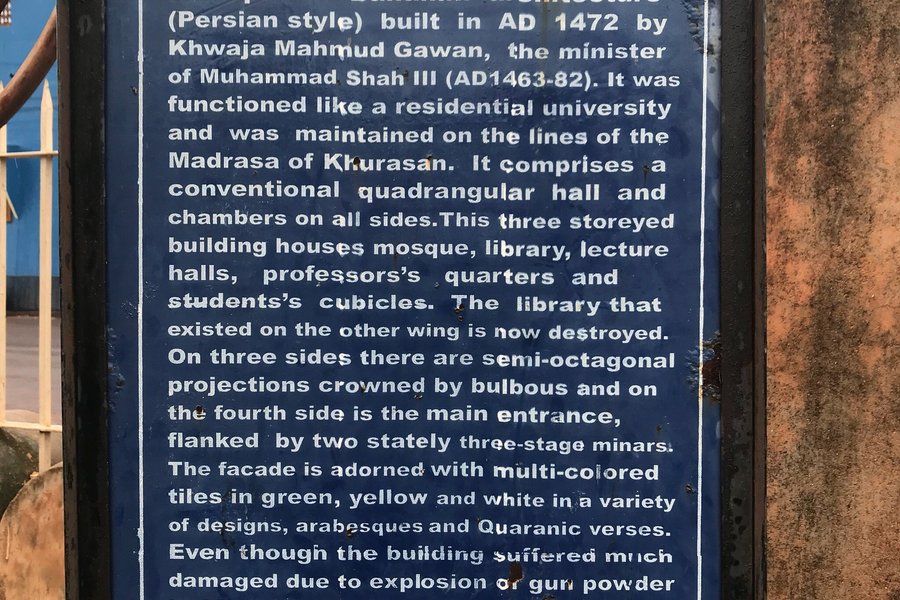 (Persian style) built in AD 1472 by
Khwaja Mahmud Gawan, the minister
of Muhammad Shah III (AD1463-82). It was
functioned like a residential university
and was maintained on the lines of the
Madrasa of Khurasan. It comprises a
conventional quadrangular hall and
chambers on all sides.This three storeyed
building houses mosque, library, lecture
halls, professors's quarters and
students's cubicles. The library that
existed on the other wing is now destroyed.
On three sides there are semi-octagonal
projections crowned by bulbous and on
the fourth side is the main entrance,
flanked by two stately three-stage minars.
The facade is adorned with multi-colored
tiles in green, yellow and white in a variety
of designs, arabesques and Quaranic verses.
Even though the building suffered much
damaged due to explosion of gun powder